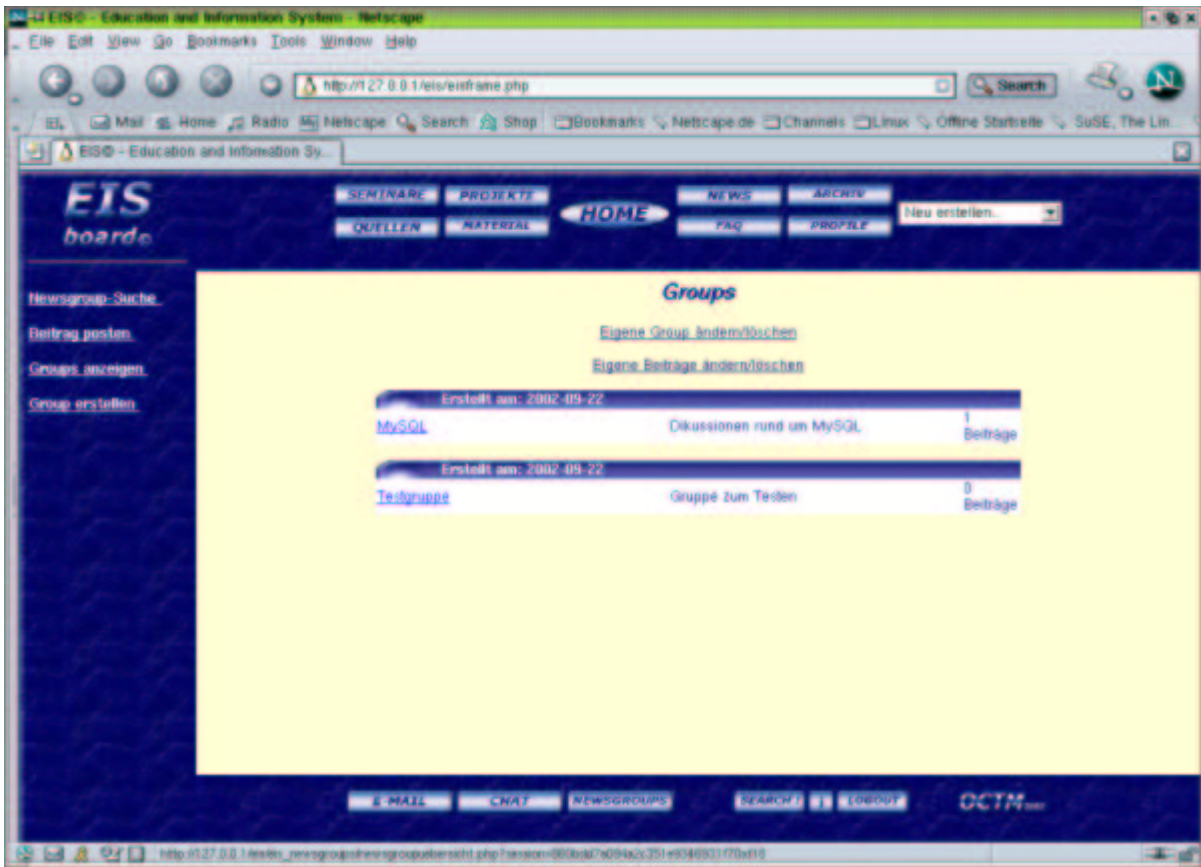 EIS© - Education and Information System - Netscape
File Edit View Go Bookmarks Tools Window Help
http://127.0.0.1/eis/eisframe.php Search
Mail Home Radio Netscape Search Shop Bookmarks Netscape.de Channels Linux Offline Startseite SuSE, The Lin...
EIS© - Education and Information Sy...
EIS
board©
SEMINARE PROJEKTE HOME NEWS ARCHIV Neu erstellen...
QUELLEN MATERIAL FAQ PROFILE
Newsgroup-Suche
Beitrag posten
Groups anzeigen
Group erstellen
Groups
Eigene Group ändern/löschen
Eigene Beiträge ändern/löschen
Erstellt am: 2002-09-22
MySQL Dikussionen rund um MySQL 1
Beiträge
Erstellt am: 2002-09-22
Testgruppe Gruppe zum Testen 0
Beiträge
E-MAIL CHAT NEWSGROUPS SEARCH ! i LOGOUT OCTM